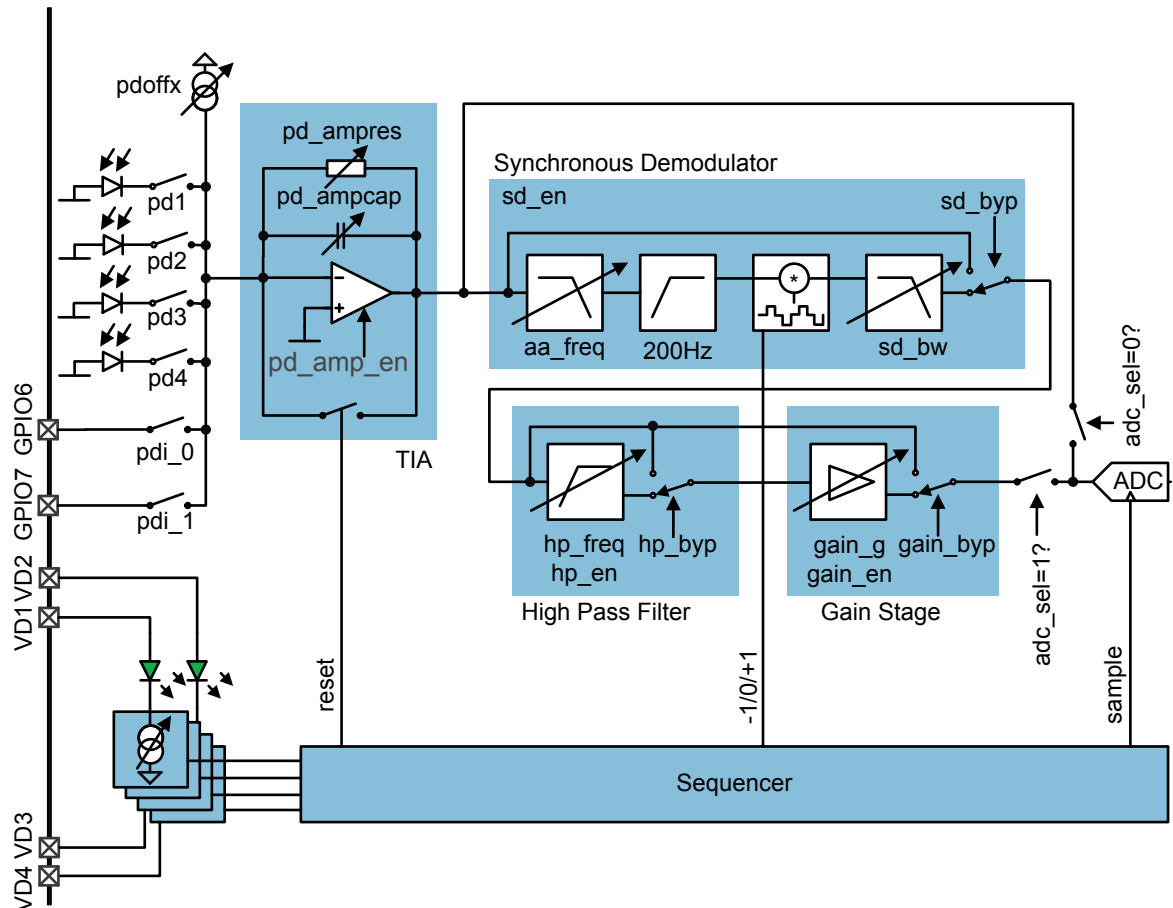 pdoffx
pd_ampres
pd_ampcap
pd_amp_en
TIA
pd1
pd2
pd3
pd4
pdi_0
pdi_1
GPIO6
GPIO7
Synchronous Demodulator
sd_en
sd_byp
*
aa_freq
200Hz
sd_bw
adc_sel=0?
hp_freq
hp_byp
hp_en
High Pass Filter
gain_g
gain_byp
gain_en
Gain Stage
adc_sel=1?
ADC
VD2
VD1
reset
-1/0/+1
sample
Sequencer
VD3
VD4